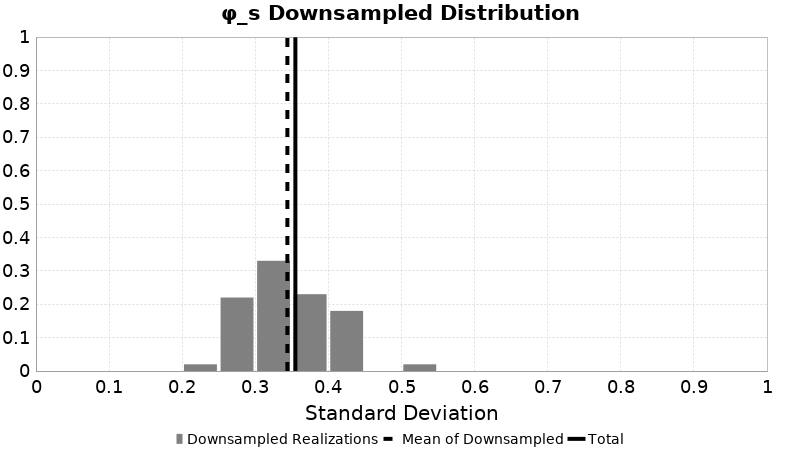 φ_s Downsampled Distribution
1
0.9
0.8
0.7
0.6
0.5
0.4
0.3
0.2
0.1
0
0 0.1 0.2 0.3 0.4 0.5 0.6 0.7 0.8 0.9 1
Standard Deviation
Downsampled Realizations Mean of Downsampled Total